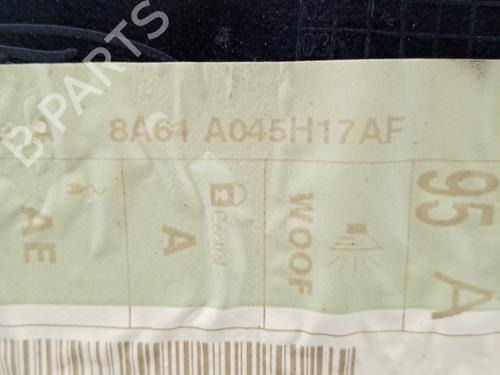 B-PARTS
8A61 A045H17AF
AE
A
Central
WOOF
95 A